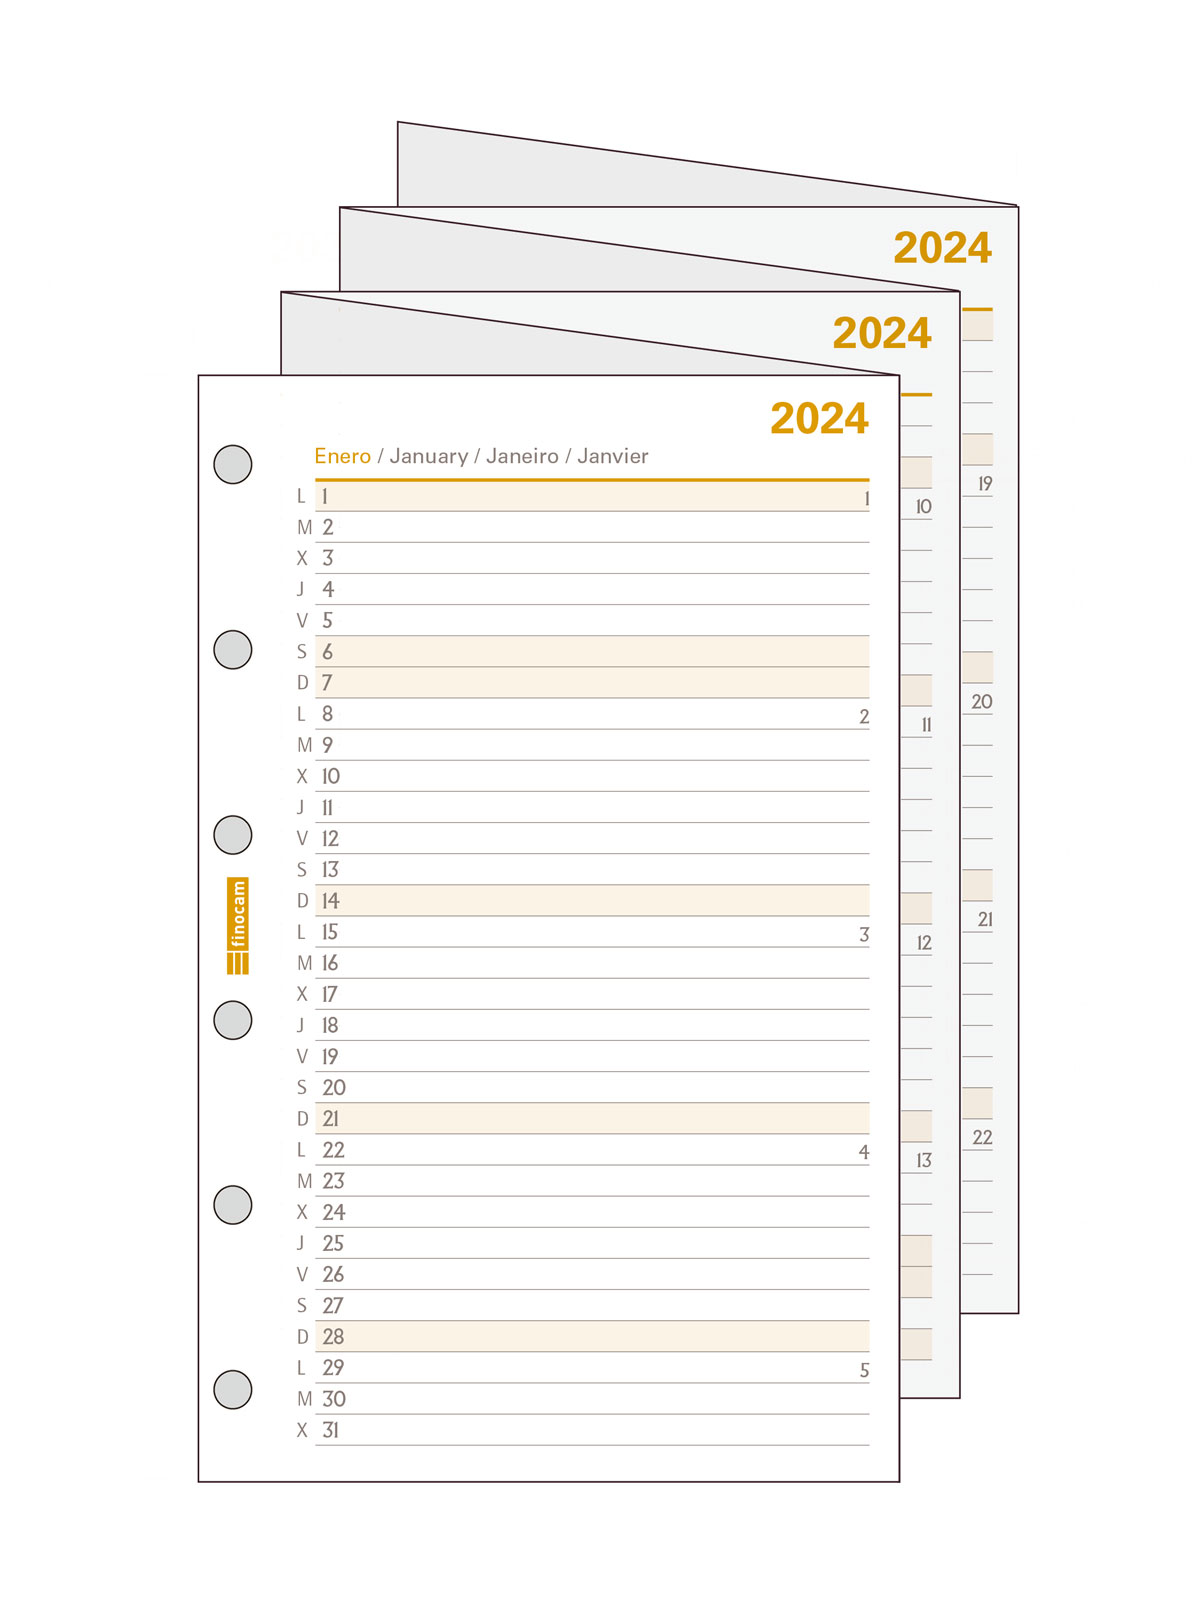 2024
2024
2024
Enero / January / Janeiro / Janvier
L 1 1
M 2
X 3
J 4
V 5
S 6
D 7
L 8 2
M 9
X 10
J 11
V 12
S 13
D 14
L 15 3
M 16
X 17
J 18
V 19
S 20
D 21
L 22 4
M 23
X 24
J 25
V 26
S 27
D 28
L 29 5
M 30
X 31
finocam
10
11
12
13
19
20
21
22